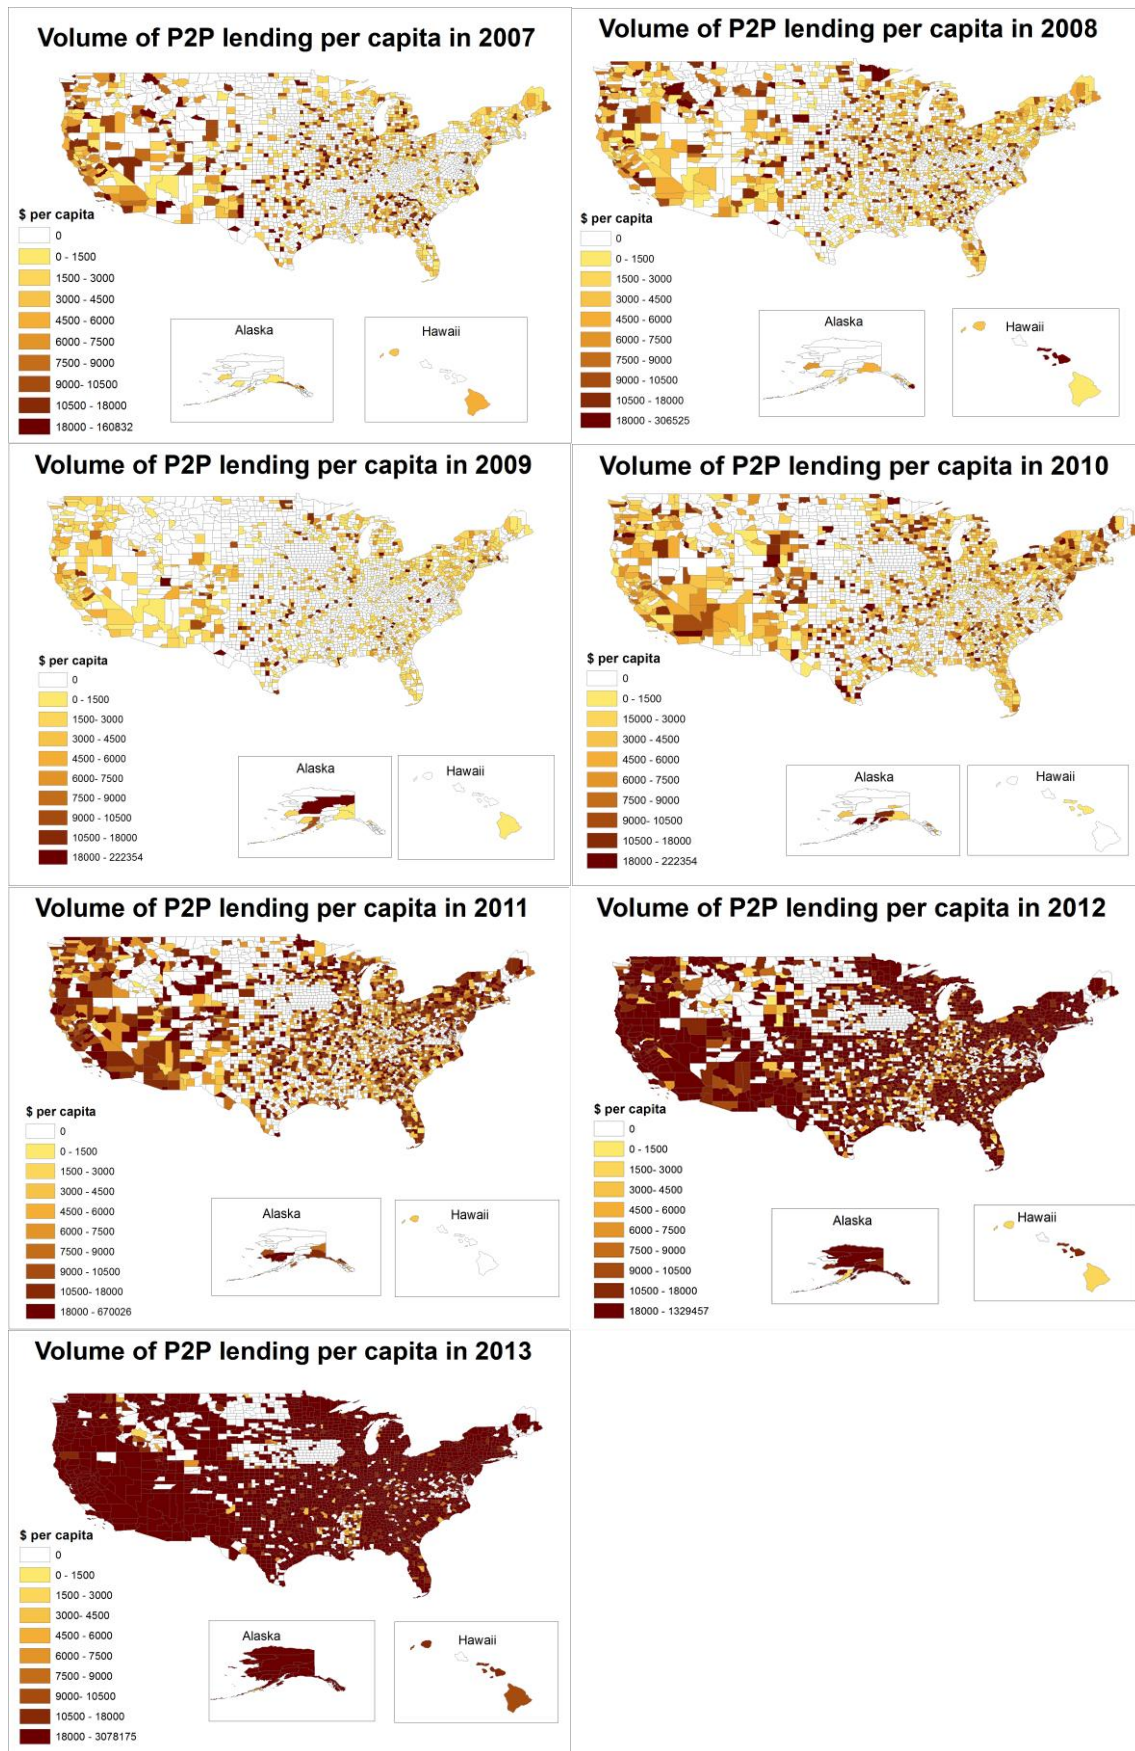 Volume of P2P lending per capita in 2007
$ per capita
0
0 - 1500
1500 - 3000
3000 - 4500
4500 - 6000
6000 - 7500
7500 - 9000
9000- 10500
10500 - 18000
18000 - 160832
Alaska
Hawaii
Volume of P2P lending per capita in 2008
$ per capita
0
0 - 1500
1500 - 3000
3000 - 4500
4500 - 6000
6000 - 7500
7500 - 9000
9000 - 10500
10500 - 18000
18000 - 306525
Alaska
Hawaii
Volume of P2P lending per capita in 2009
$ per capita
0
0 - 1500
1500- 3000
3000 - 4500
4500 - 6000
6000- 7500
7500 - 9000
9000 - 10500
10500 - 18000
18000 - 222354
Alaska
Hawaii
Volume of P2P lending per capita in 2010
$ per capita
0
0 - 1500
15000 - 3000
3000 - 4500
4500 - 6000
6000 - 7500
7500 - 9000
9000- 10500
10500 - 18000
18000 - 222354
Alaska
Hawaii
Volume of P2P lending per capita in 2011
$ per capita
0
0 - 1500
1500 - 3000
3000 - 4500
4500 - 6000
6000 - 7500
7500 - 9000
9000 - 10500
10500- 18000
18000 - 670026
Alaska
Hawaii
Volume of P2P lending per capita in 2012
$ per capita
0
0 - 1500
1500- 3000
3000- 4500
4500 - 6000
6000 - 7500
7500 - 9000
9000 - 10500
10500 - 18000
18000 - 1329457
Alaska
Hawaii
Volume of P2P lending per capita in 2013
$ per capita
0
0 - 1500
1500 - 3000
3000- 4500
4500 - 6000
6000 - 7500
7500 - 9000
9000- 10500
10500 - 18000
18000 - 3078175
Alaska
Hawaii